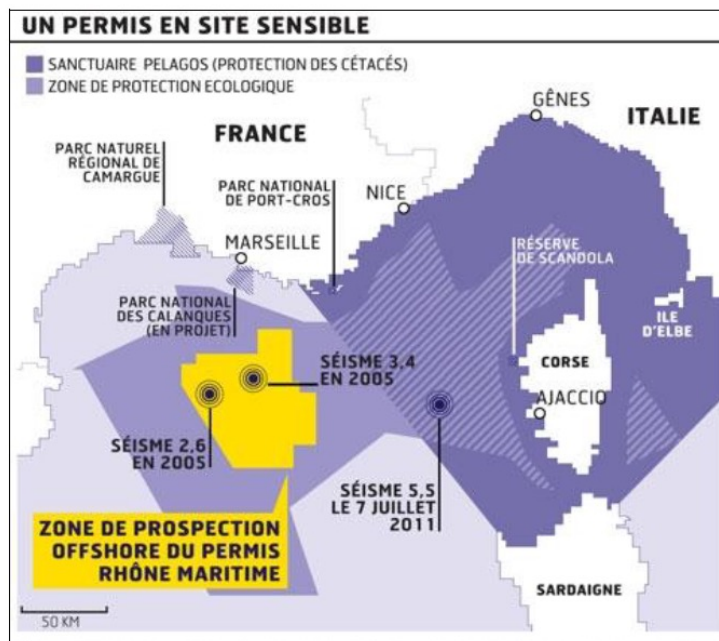 UN PERMIS EN SITE SENSIBLE
SANCTUAIRE PELAGOS (PROTECTION DES CÉTACÉS)
ZONE DE PROTECTION ECOLOGIQUE
GÊNES
ITALIE
FRANCE
PARC NATUREL
RÉGIONAL DE
CAMARGUE
PARC NATIONAL
DE PORT-CROS
NICE
MARSEILLE
RÉSERVE
DE SCANDOLA
PARC NATIONAL
DES CALANQUES
(EN PROJET)
ILE
D'ELBE
CORSE
SÉISME 3,4
EN 2005
AJACCIO
SÉISME 2,6
EN 2005
SÉISME 5,5
LE 7 JUILLET
2011
ZONE DE PROSPECTION
OFFSHORE DU PERMIS
RHÔNE MARITIME
SARDAIGNE
50 KM